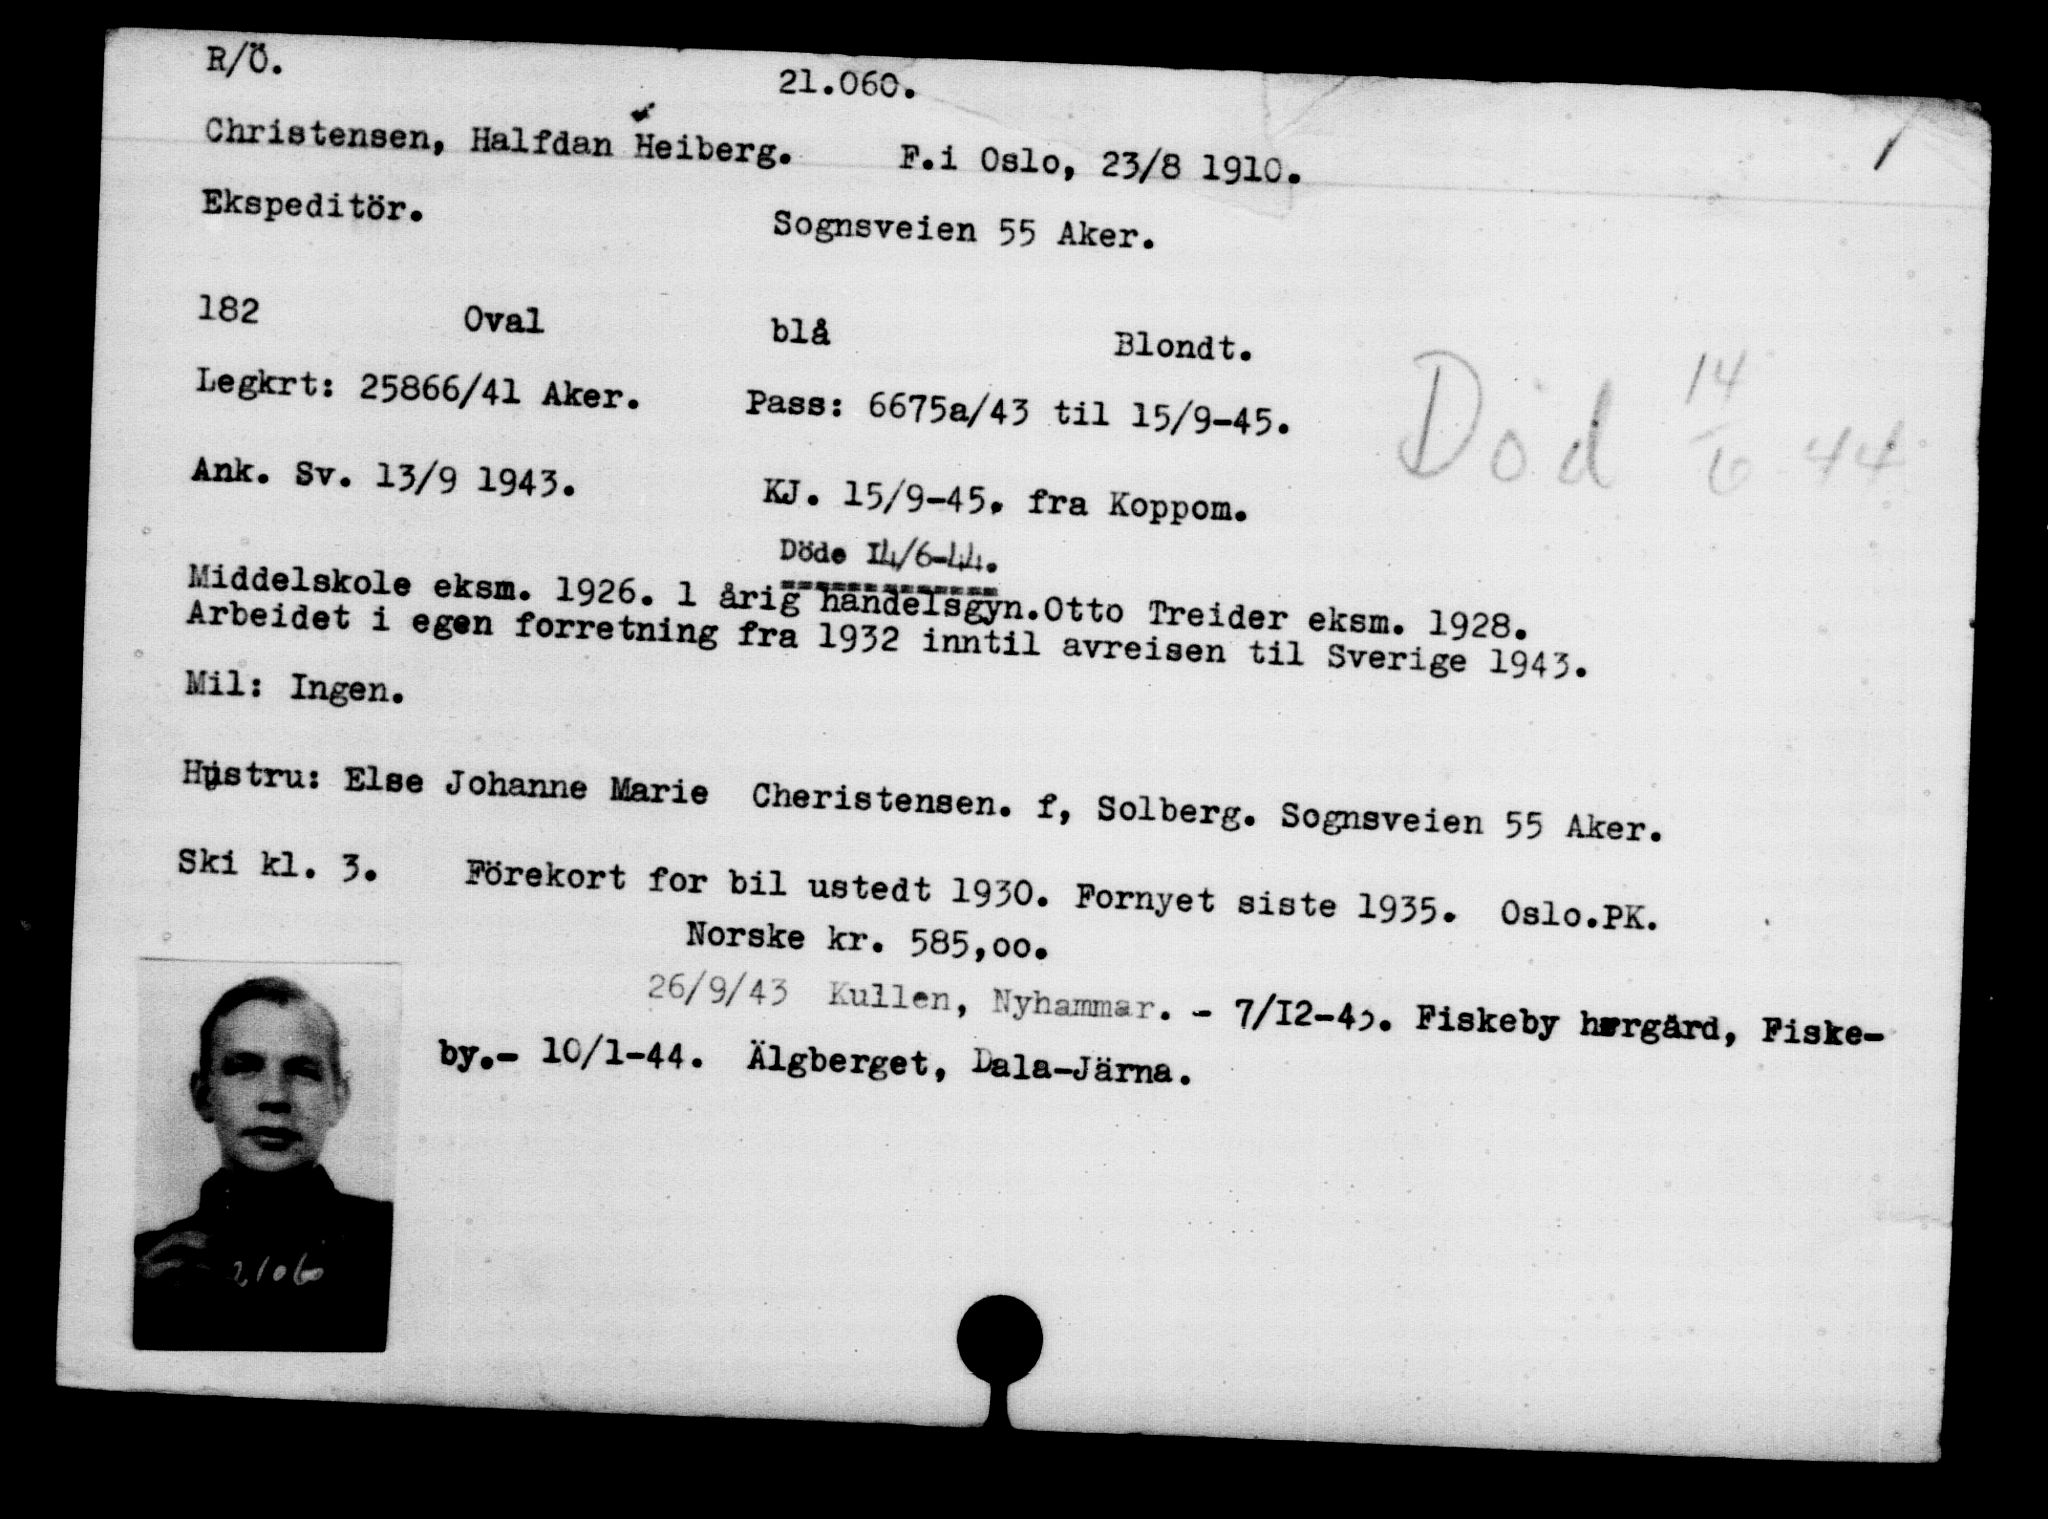 R/Ö.
21.060.
Christensen, Halfdan Heiberg. F.i Oslo, 23/8 1910.
Ekspeditör. Sognsveien 55 Aker.
182 Oval blå Blondt.
Legkrt: 25866/41 Aker. Pass: 6675a/43 til 15/9-45.
Död 14/6 44
Ank. Sv. 13/9 1943. KJ. 15/9-45. fra Koppom.
Döde I4/6-44.
Middelskole eksm. 1926. 1 årig handelsgyn.Otto Treider eksm. 1928.
Arbeidet i egen forretning fra 1932 inntil avreisen til Sverige 1943.
Mil: Ingen.
Hustru: Else Johanne Marie Cheristensen. f, Solberg. Sognsveien 55 Aker.
Ski kl. 3. Förekort for bil ustedt 1930. Fornyet siste 1935. Oslo.PK.
Norske kr. 585,oo.
26/9/43 Kullen, Nyhammar. - 7/I2-43. Fiskeby hergård, Fiske-
by.- 10/1-44. Älgberget, Dala-Järna.
21060